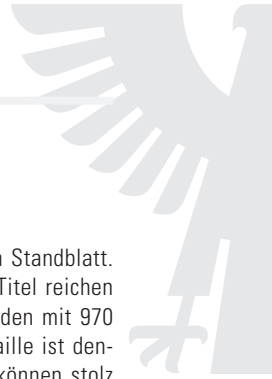 Standblatt.
Titel reichen
den mit 970
aille ist den-
können stolz